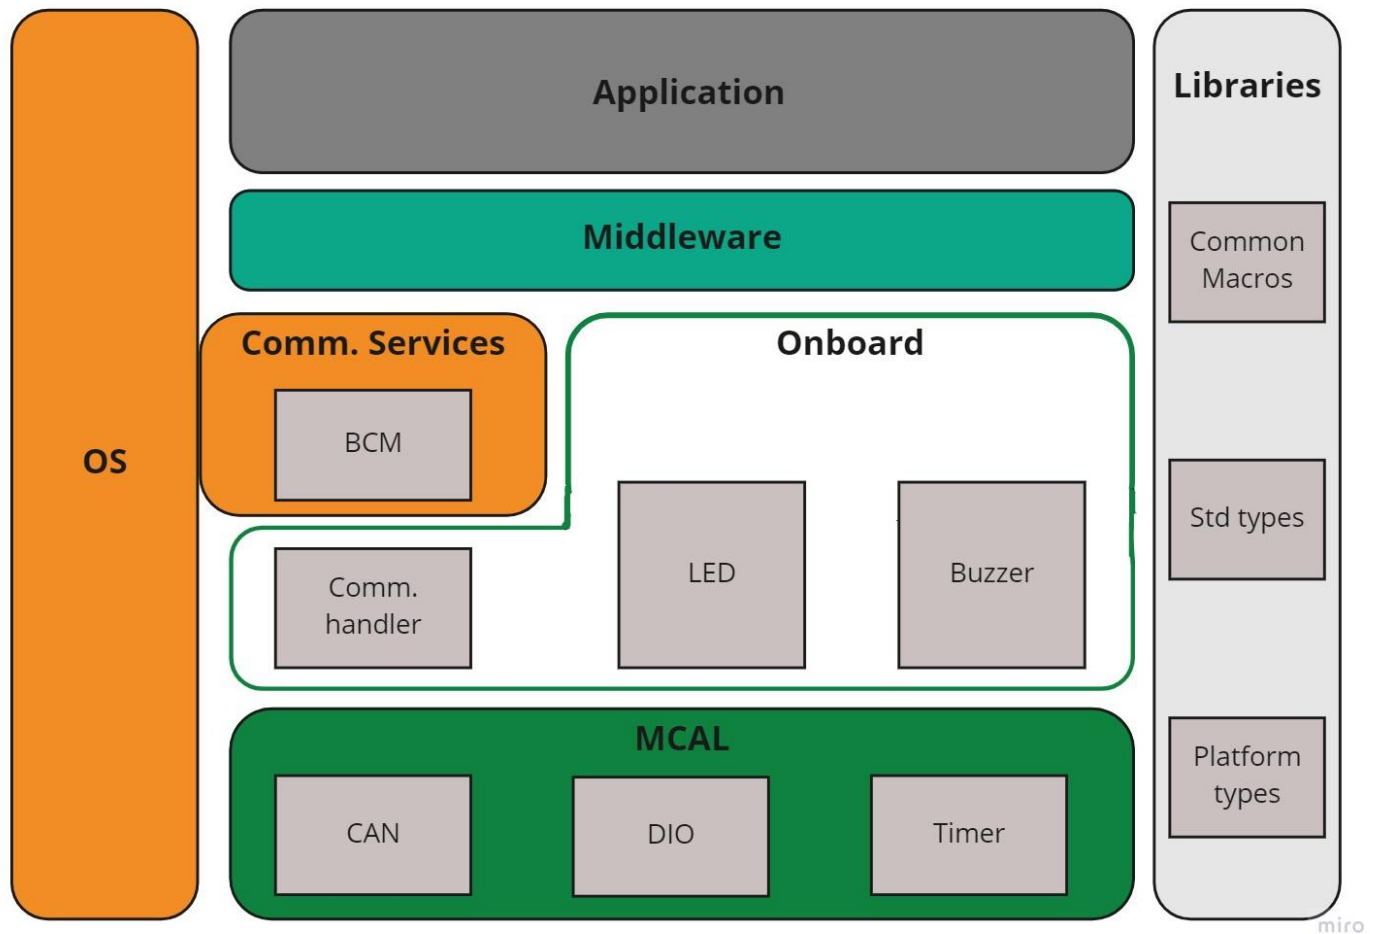 Application
Libraries
Middleware
Common
Macros
Comm. Services
Onboard
BCM
OS
Std types
LED
Buzzer
Comm.
handler
MCAL
Platform
types
CAN
DIO
Timer
miro